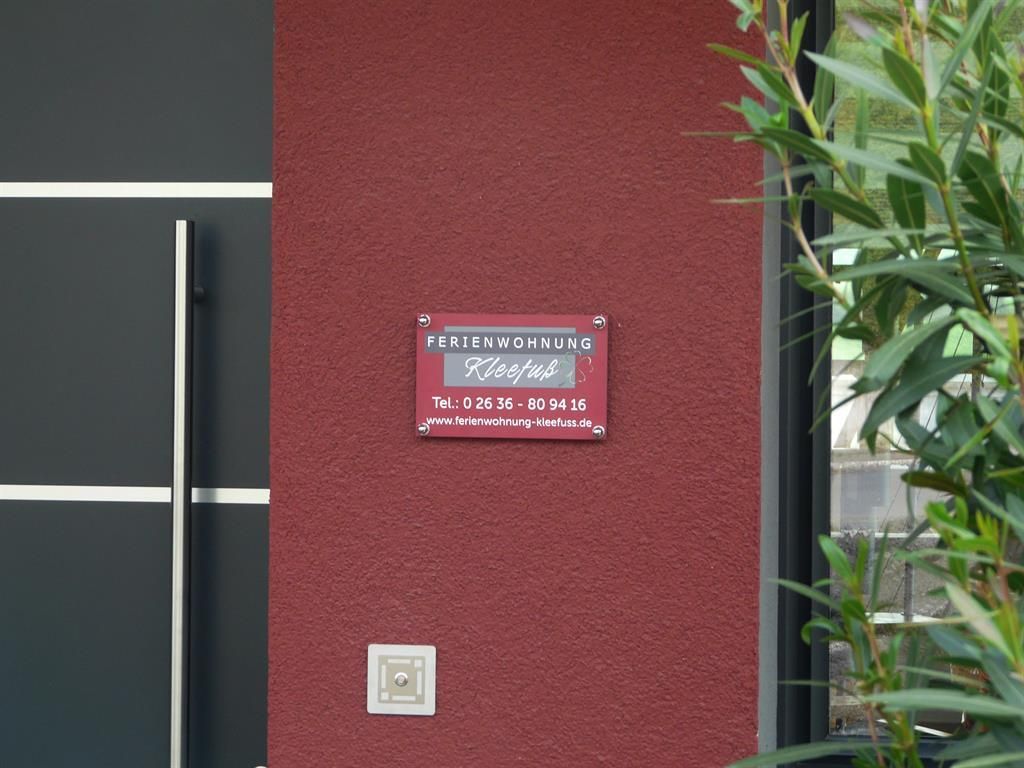 FERIENWOHNUNG
Kleefuß
Tel.: 0 26 36 - 80 94 16
www.ferienwohnung-kleefuss.de